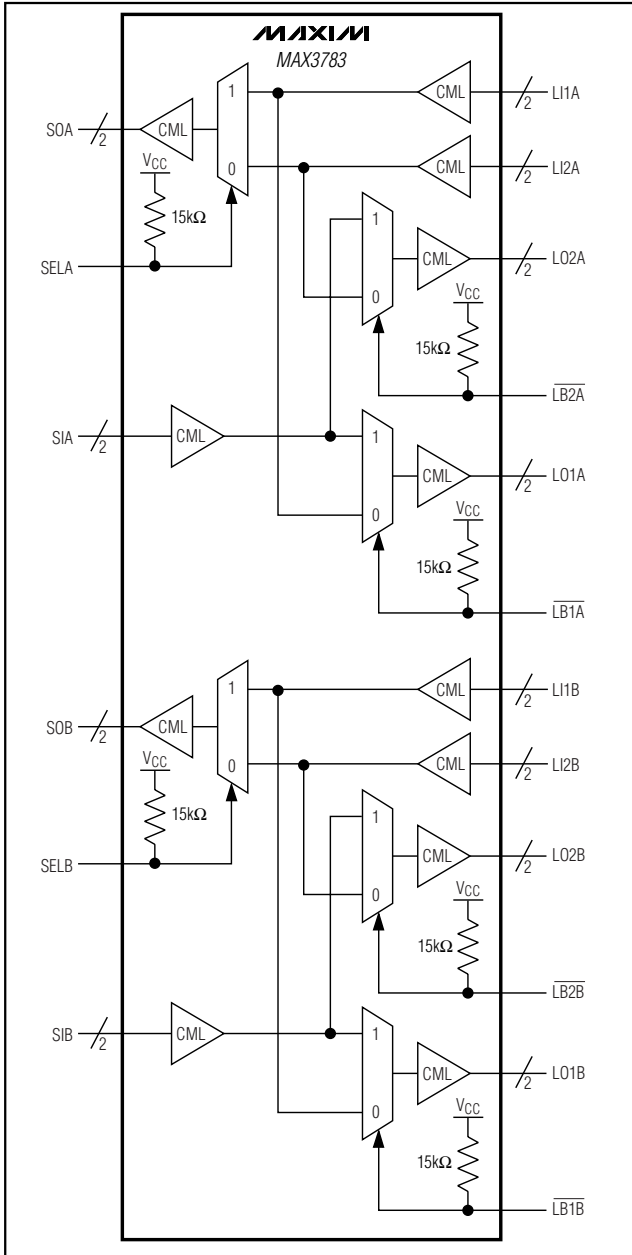 MAXIM
MAX3783
1
CML
2
LI1A
SOA
2
CML
0
CML
2
LI2A
VCC
15kΩ
1
CML
2
LO2A
SELA
0
VCC
15kΩ
LB2A
SIA
2
CML
1
CML
2
LO1A
0
VCC
15kΩ
LB1A
1
CML
2
LI1B
SOB
2
CML
0
CML
2
LI2B
VCC
15kΩ
1
CML
2
LO2B
SELB
0
VCC
15kΩ
LB2B
SIB
2
CML
1
CML
2
LO1B
0
VCC
15kΩ
LB1B